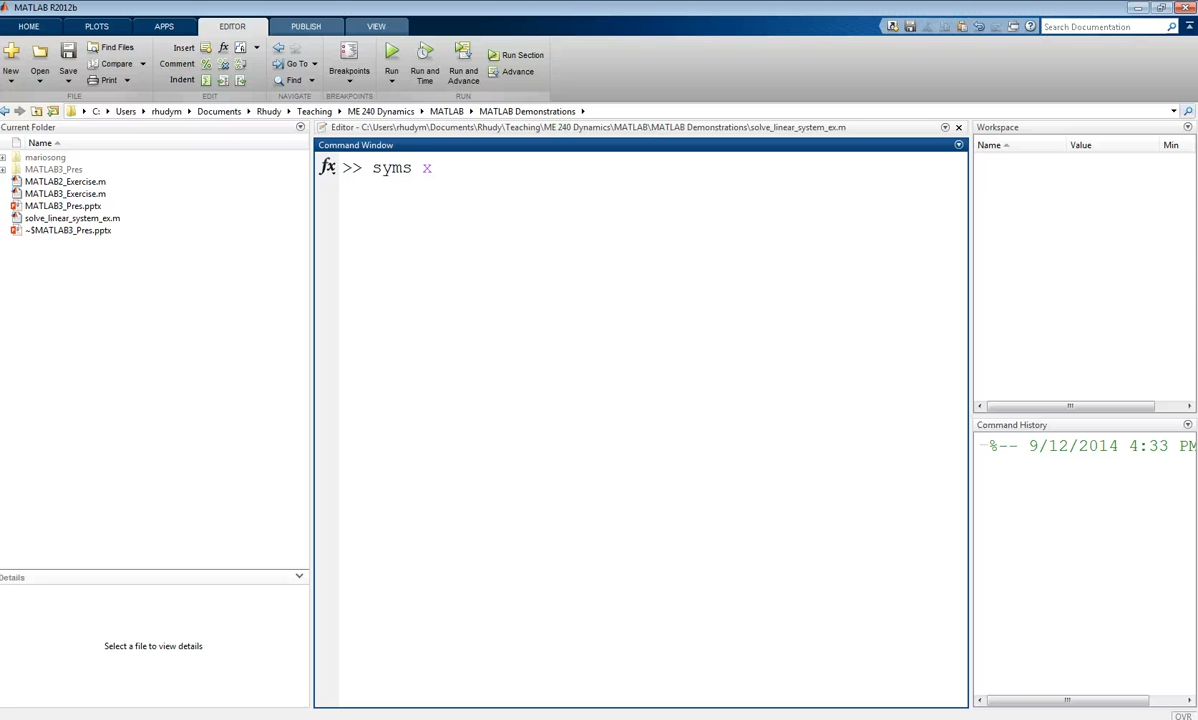 MATLAB R2012b
HOME PLOTS APPS EDITOR PUBLISH VIEW Search Documentation
New Open Save Find Files Compare Print
Insert Comment Indent
Go To Find
Breakpoints Run Run and Time Run and Advance Run Section Advance
FILE EDIT NAVIGATE BREAKPOINTS RUN
C: Users rhudym Documents Rhudy Teaching ME 240 Dynamics MATLAB MATLAB Demonstrations
Current Folder
Name
mariosong
MATLAB3_Pres
MATLAB2_Exercise.m
MATLAB3_Exercise.m
MATLAB3_Pres.pptx
solve_linear_system_ex.m
~$MATLAB3_Pres.pptx
Details
Select a file to view details
Editor - C:\Users\rhudym\Documents\Rhudy\Teaching\ME 240 Dynamics\MATLAB\MATLAB Demonstrations\solve_linear_system_ex.m
Command Window
fx >> syms x
Workspace
Name Value Min
Command History
%-- 9/12/2014 4:33 PM
OVR